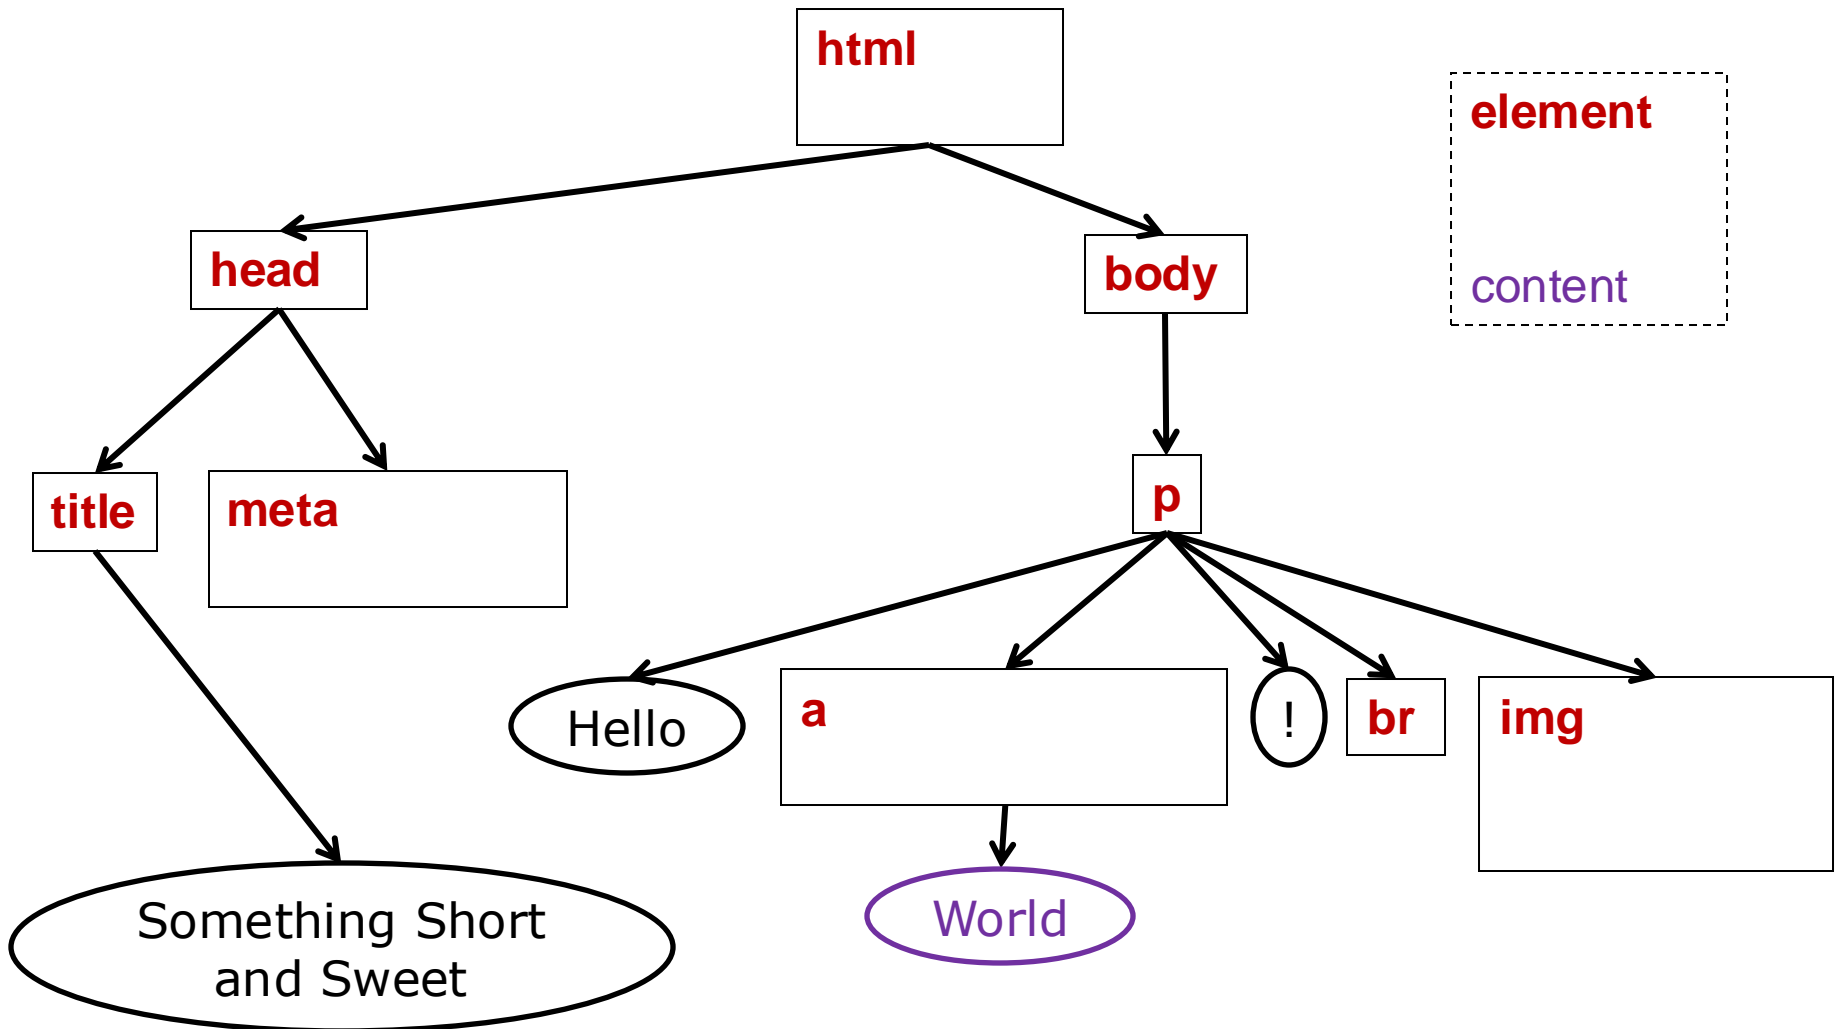 html
element
content
head
body
title
meta
p
Hello
a
!
br
img
World
Something Short
and Sweet